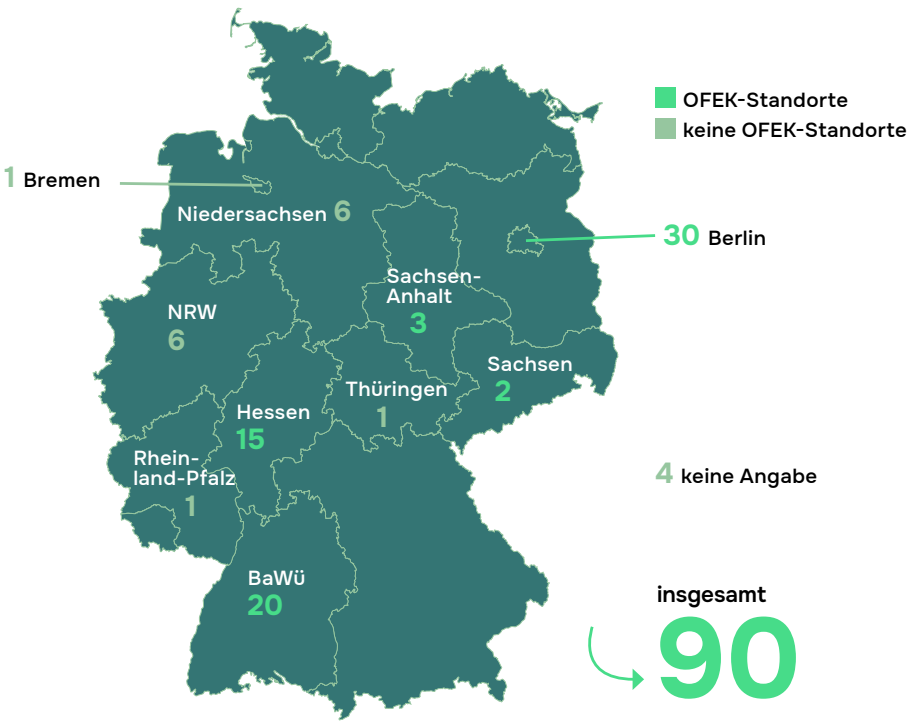 OFEK-Standorte
keine OFEK-Standorte
1 Bremen
Niedersachsen 6
30 Berlin
Sachsen-
Anhalt
3
NRW
6
Sachsen
2
Thüringen
1
Hessen
15
Rhein-
land-Pfalz
1
4 keine Angabe
BaWü
20
insgesamt
90